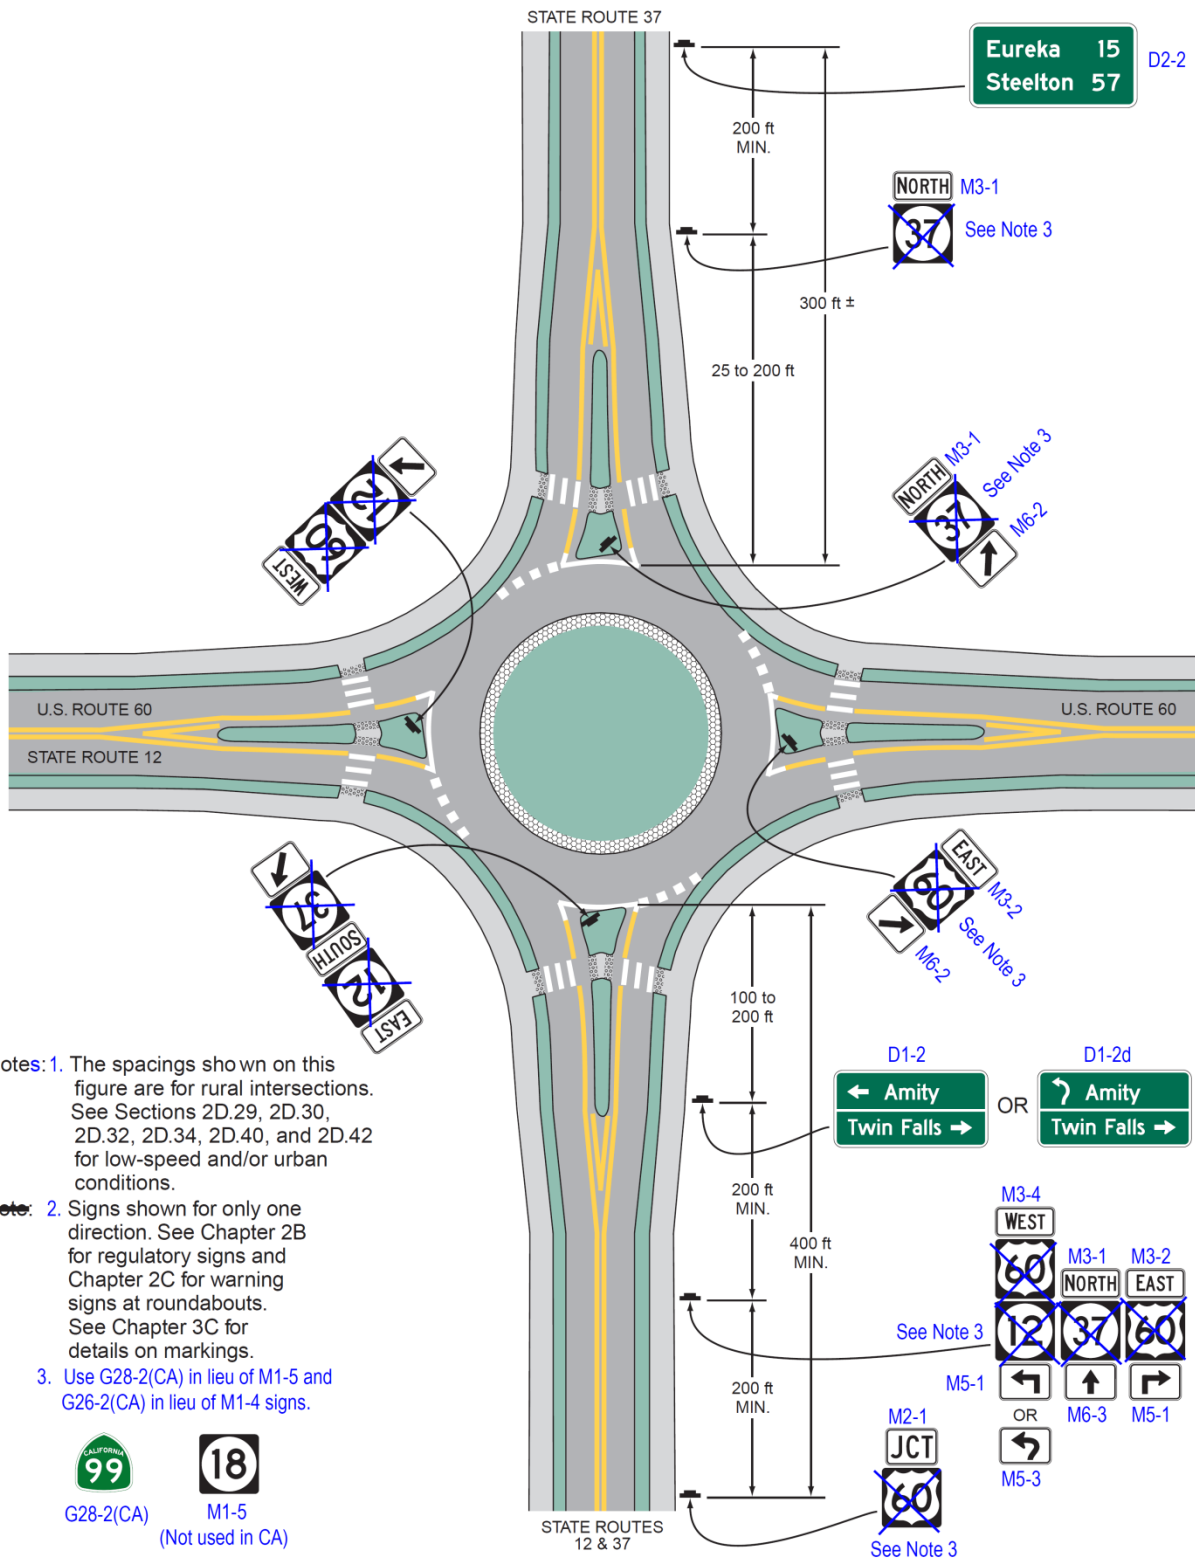 STATE ROUTE 37
Eureka 15
Steelton 57
D2-2
200 ft
MIN.
NORTH
M3-1
37
See Note 3
300 ft ±
25 to 200 ft
NORTH
M3-1
37
See Note 3
M6-2
12
60
WEST
U.S. ROUTE 60
STATE ROUTE 12
U.S. ROUTE 60
EAST
M3-2
60
See Note 3
M6-2
37
SOUTH
12
EAST
100 to
200 ft
D1-2
Amity
Twin Falls
OR
D1-2d
Amity
Twin Falls
200 ft
MIN.
400 ft
MIN.
M3-4
WEST
60
M3-1
NORTH
M3-2
EAST
See Note 3
12
37
60
M5-1
OR
M6-3
M5-1
M5-3
200 ft
MIN.
M2-1
JCT
60
See Note 3
STATE ROUTES
12 & 37
otes: 1. The spacings shown on this
figure are for rural intersections.
See Sections 2D.29, 2D.30,
2D.32, 2D.34, 2D.40, and 2D.42
for low-speed and/or urban
conditions.
ote: 2. Signs shown for only one
direction. See Chapter 2B
for regulatory signs and
Chapter 2C for warning
signs at roundabouts.
See Chapter 3C for
details on markings.
3. Use G28-2(CA) in lieu of M1-5 and
G26-2(CA) in lieu of M1-4 signs.
CALIFORNIA
99
G28-2(CA)
18
M1-5
(Not used in CA)